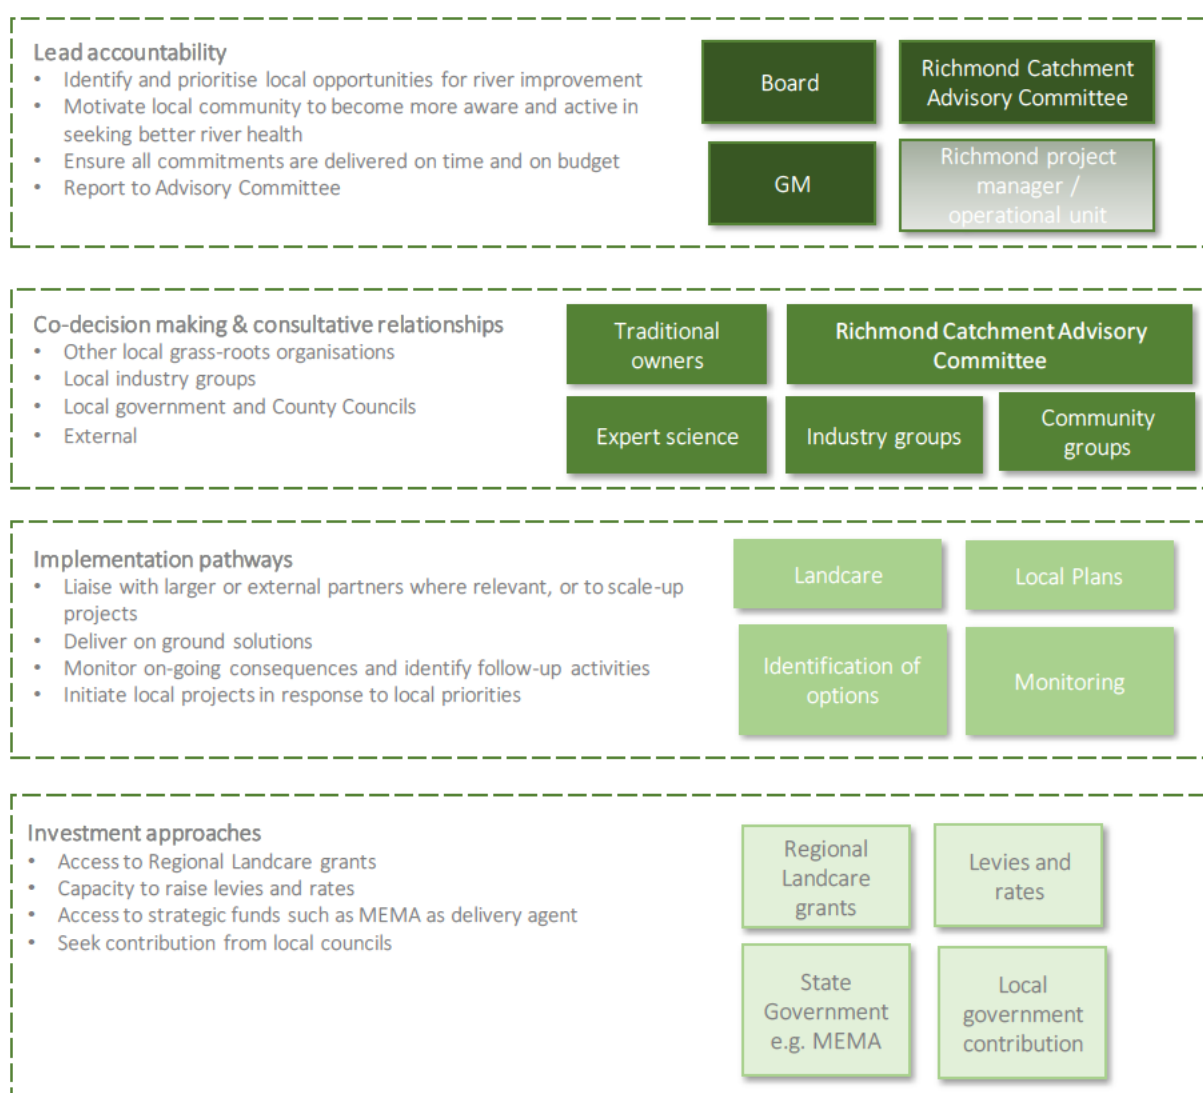 Lead accountability
• Identify and prioritise local opportunities for river improvement
• Motivate local community to become more aware and active in
seeking better river health
• Ensure all commitments are delivered on time and on budget
• Report to Advisory Committee
Board
Richmond Catchment
Advisory Committee
GM
Richmond project
manager /
operational unit
Co-decision making & consultative relationships
• Other local grass-roots organisations
• Local industry groups
• Local government and County Councils
• External
Traditional
owners
Richmond Catchment Advisory
Committee
Expert science
Industry groups
Community
groups
Implementation pathways
• Liaise with larger or external partners where relevant, or to scale-up
projects
• Deliver on ground solutions
• Monitor on-going consequences and identify follow-up activities
• Initiate local projects in response to local priorities
Landcare
Local Plans
Identification of
options
Monitoring
Investment approaches
• Access to Regional Landcare grants
• Capacity to raise levies and rates
• Access to strategic funds such as MEMA as delivery agent
• Seek contribution from local councils
Regional
Landcare
grants
Levies and
rates
State
Government
e.g. MEMA
Local
government
contribution